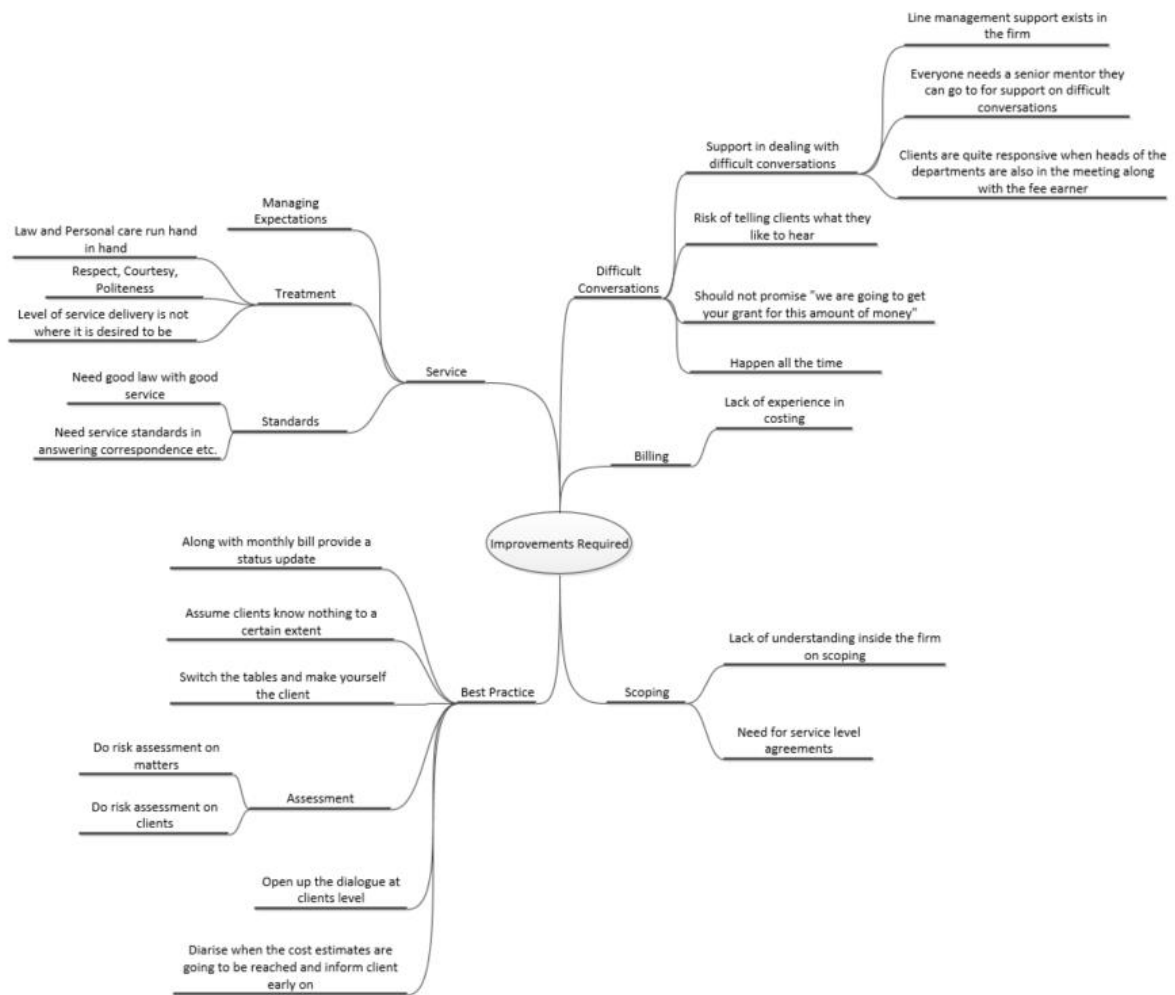 Line management support exists in
the firm
Everyone needs a senior mentor they
can go to for support on difficult
conversations
Support in dealing with
difficult conversations
Clients are quite responsive when heads of the
departments are also in the meeting along
with the fee earner
Risk of telling clients what they
like to hear
Difficult
Conversations
Should not promise "we are going to get
your grant for this amount of money"
Happen all the time
Managing
Expectations
Law and Personal care run hand
in hand
Respect, Courtesy,
Politeness
Treatment
Level of service delivery is not
where it is desired to be
Service
Need good law with good
service
Standards
Need service standards in
answering correspondence etc.
Lack of experience in
costing
Billing
Improvements Required
Along with monthly bill provide a
status update
Assume clients know nothing to a
certain extent
Switch the tables and make yourself
the client
Best Practice
Do risk assessment on
matters
Assessment
Do risk assessment on
clients
Open up the dialogue at
clients level
Diarise when the cost estimates are
going to be reached and inform client
early on
Lack of understanding inside the firm
on scoping
Scoping
Need for service level
agreements